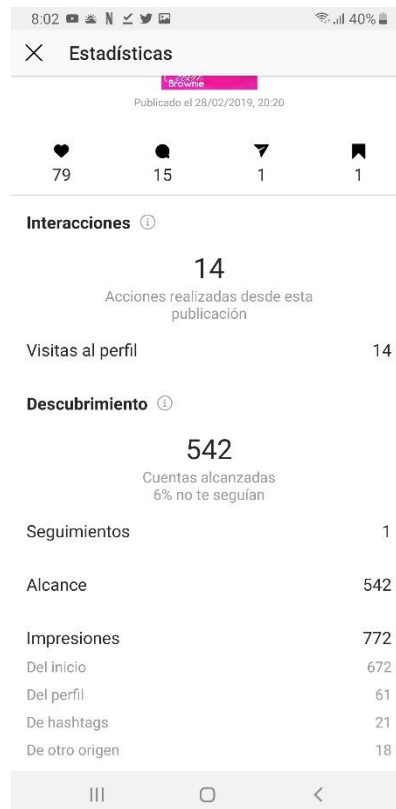 8:02 N 40%
Estadísticas
Cookie
Brownie
Publicado el 28/02/2019, 20:20
79 15 1 1
Interacciones
14
Acciones realizadas desde esta
publicación
Visitas al perfil 14
Descubrimiento
542
Cuentas alcanzadas
6% no te seguían
Seguimientos 1
Alcance 542
Impresiones 772
Del inicio 672
Del perfil 61
De hashtags 21
De otro origen 18